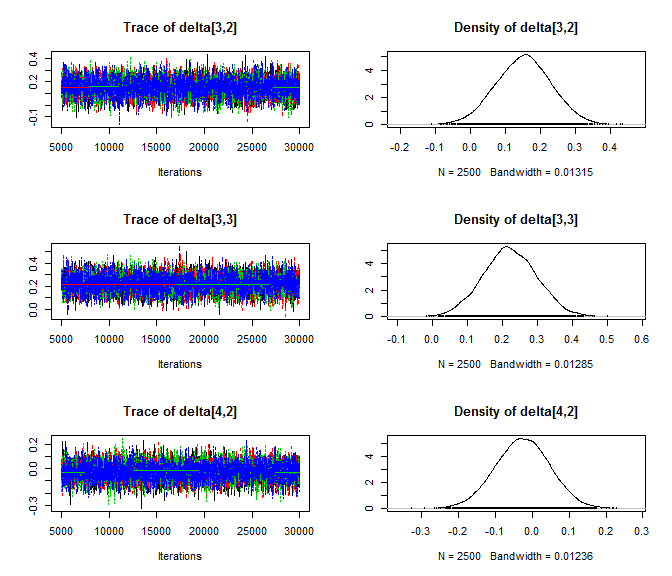 Trace of delta[3,2]
-0.1 0.2 0.4
5000 10000 15000 20000 25000 30000
Iterations
Density of delta[3,2]
0 2 4
-0.2 -0.1 0.0 0.1 0.2 0.3 0.4
N = 2500 Bandwidth = 0.01315
Trace of delta[3,3]
0.0 0.2 0.4
5000 10000 15000 20000 25000 30000
Iterations
Density of delta[3,3]
0 2 4
-0.1 0.0 0.1 0.2 0.3 0.4 0.5 0.6
N = 2500 Bandwidth = 0.01285
Trace of delta[4,2]
-0.3 0.0 0.2
5000 10000 15000 20000 25000 30000
Iterations
Density of delta[4,2]
0 2 4
-0.3 -0.2 -0.1 0.0 0.1 0.2 0.3
N = 2500 Bandwidth = 0.01236